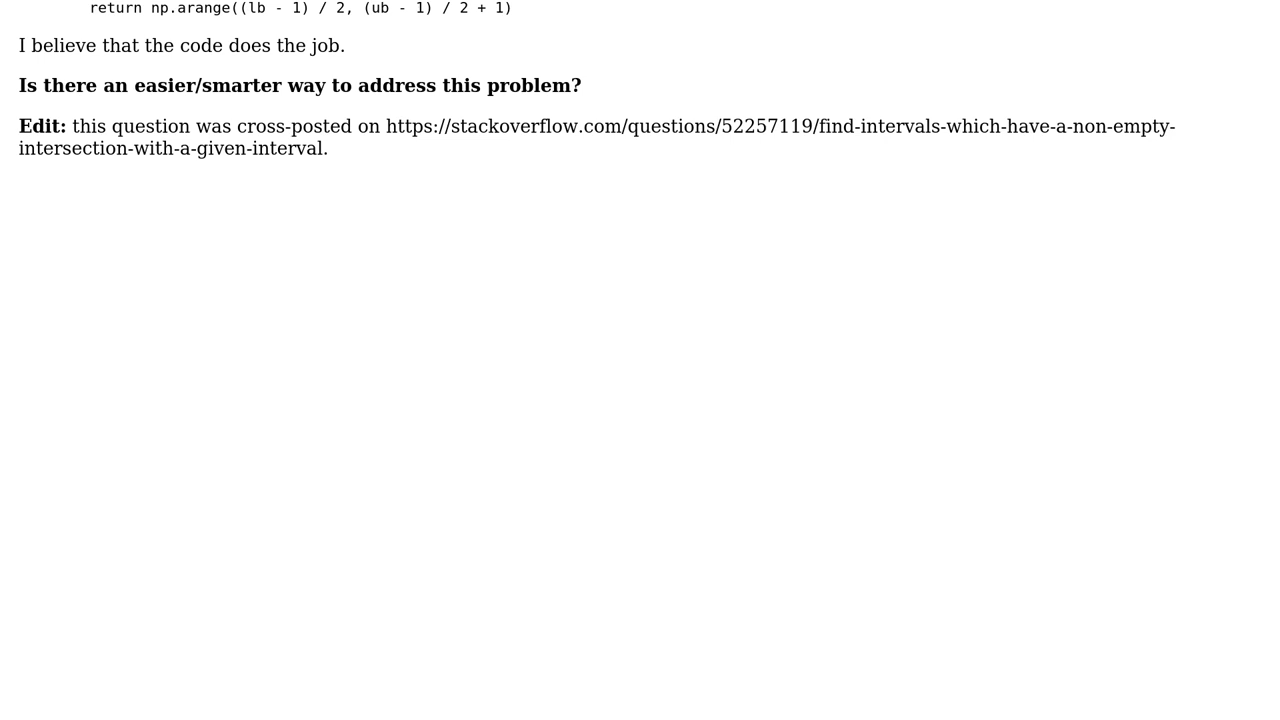 return np.arange((lb - 1) / 2, (ub - 1) / 2 + 1)
I believe that the code does the job.
Is there an easier/smarter way to address this problem?
Edit: this question was cross-posted on https://stackoverflow.com/questions/52257119/find-intervals-which-have-a-non-empty-
intersection-with-a-given-interval.